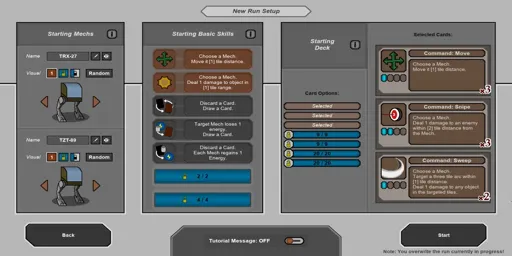 New Run Setup
Starting Mechs
Name
TRX-27
Visual
Random
Name
TZT-69
Visual
Random
Starting Basic Skills
Choose a Mech.
Move it [1] tile distance.
Choose a Mech.
Deal 1 damage to object in
[1] tile range.
Discard a Card.
Draw a Card.
Target Mech loses 1
energy.
Draw a Card.
Discard a Card.
Each Mech regains 1
Energy.
Starting
Deck
Card Options:
Selected
Selected
Selected
Selected Cards:
Command: Move
Choose a Mech.
Move it [1] tile distance.
x3
Command: Snipe
Choose a Mech.
Deal 1 damage to an enemy
within [2] tile distance
from the Mech.
x3
Command: Sweep
Choose a Mech.
Target a three tile arc within
[1] tile distance.
Deal 1 damage to any object
in the targeted tiles.
x2
Back
Tutorial Message: OFF
Start
Note: You overwrite the run currently in progress!